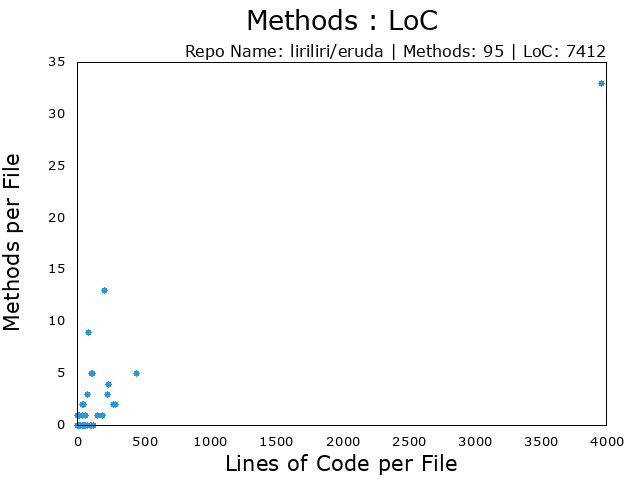 Methods : LoC
Repo Name: liriliri/eruda | Methods: 95 | LoC: 7412
Methods per File
35
30
25
20
15
10
5
0
0 500 1000 1500 2000 2500 3000 3500 4000
Lines of Code per File